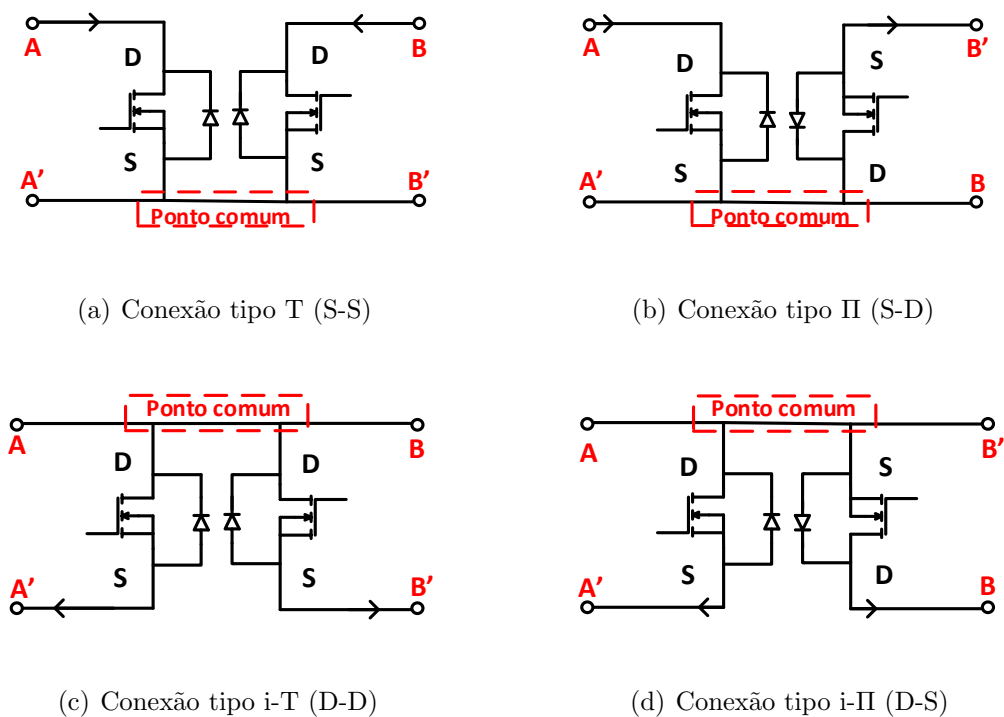 A
D
D
B
S
S
A’
B’
Ponto comum
(a) Conexão tipo T (S-S)
A
D
S
B’
S
D
A’
B
Ponto comum
(b) Conexão tipo Π (S-D)
Ponto comum
A
B
D
D
S
S
A’
B’
(c) Conexão tipo i-T (D-D)
Ponto comum
A
B’
D
S
S
D
A’
B
(d) Conexão tipo i-Π (D-S)